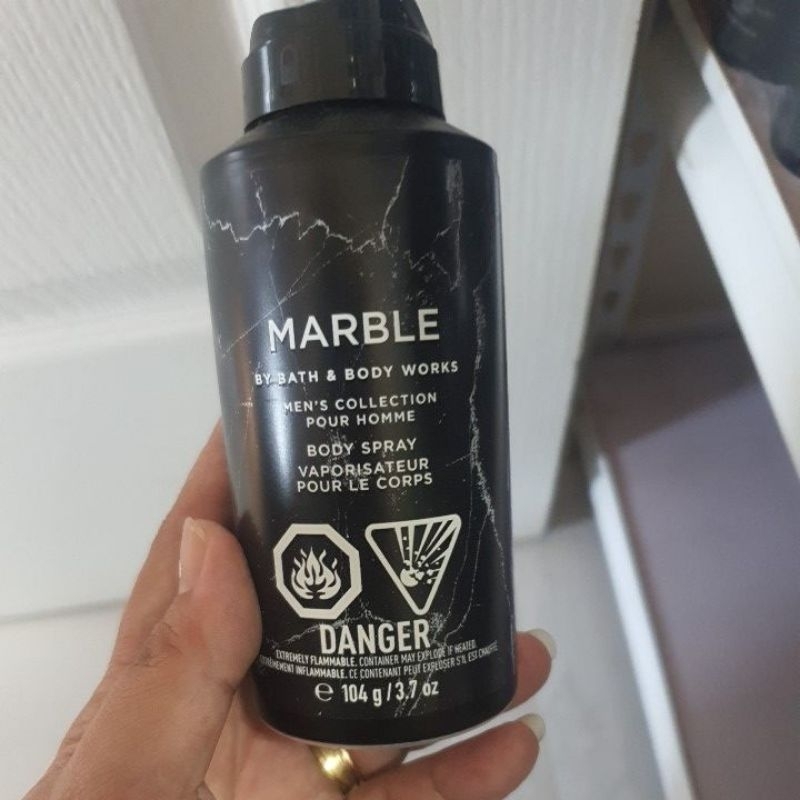 MARBLE
BY BATH & BODY WORKS
MEN'S COLLECTION
POUR HOMME
BODY SPRAY
VAPORISATEUR
POUR LE CORPS
DANGER
EXTREMELY FLAMMABLE. CONTAINER MAY EXPLODE IF HEATED.
EXTRÊMEMENT INFLAMMABLE. CE CONTENANT PEUT EXPLOSER S'IL EST CHAUFFÉ.
℮ 104 g / 3.7 oz